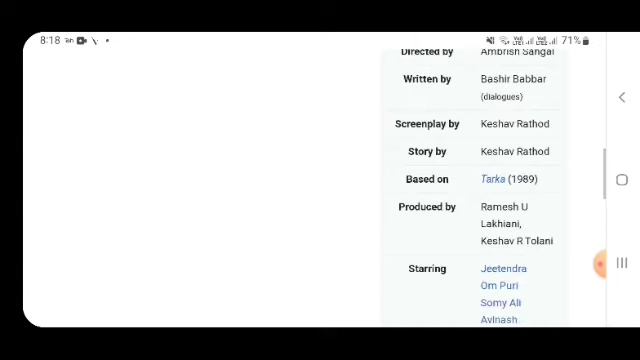 8:18
71%
Directed by Ambrish Sangal
Written by Bashir Babbar
(dialogues)
Screenplay by Keshav Rathod
Story by Keshav Rathod
Based on Tarka (1989)
Produced by Ramesh U
Lakhiani,
Keshav R Tolani
Starring Jeetendra
Om Puri
Somy Ali
Avinash